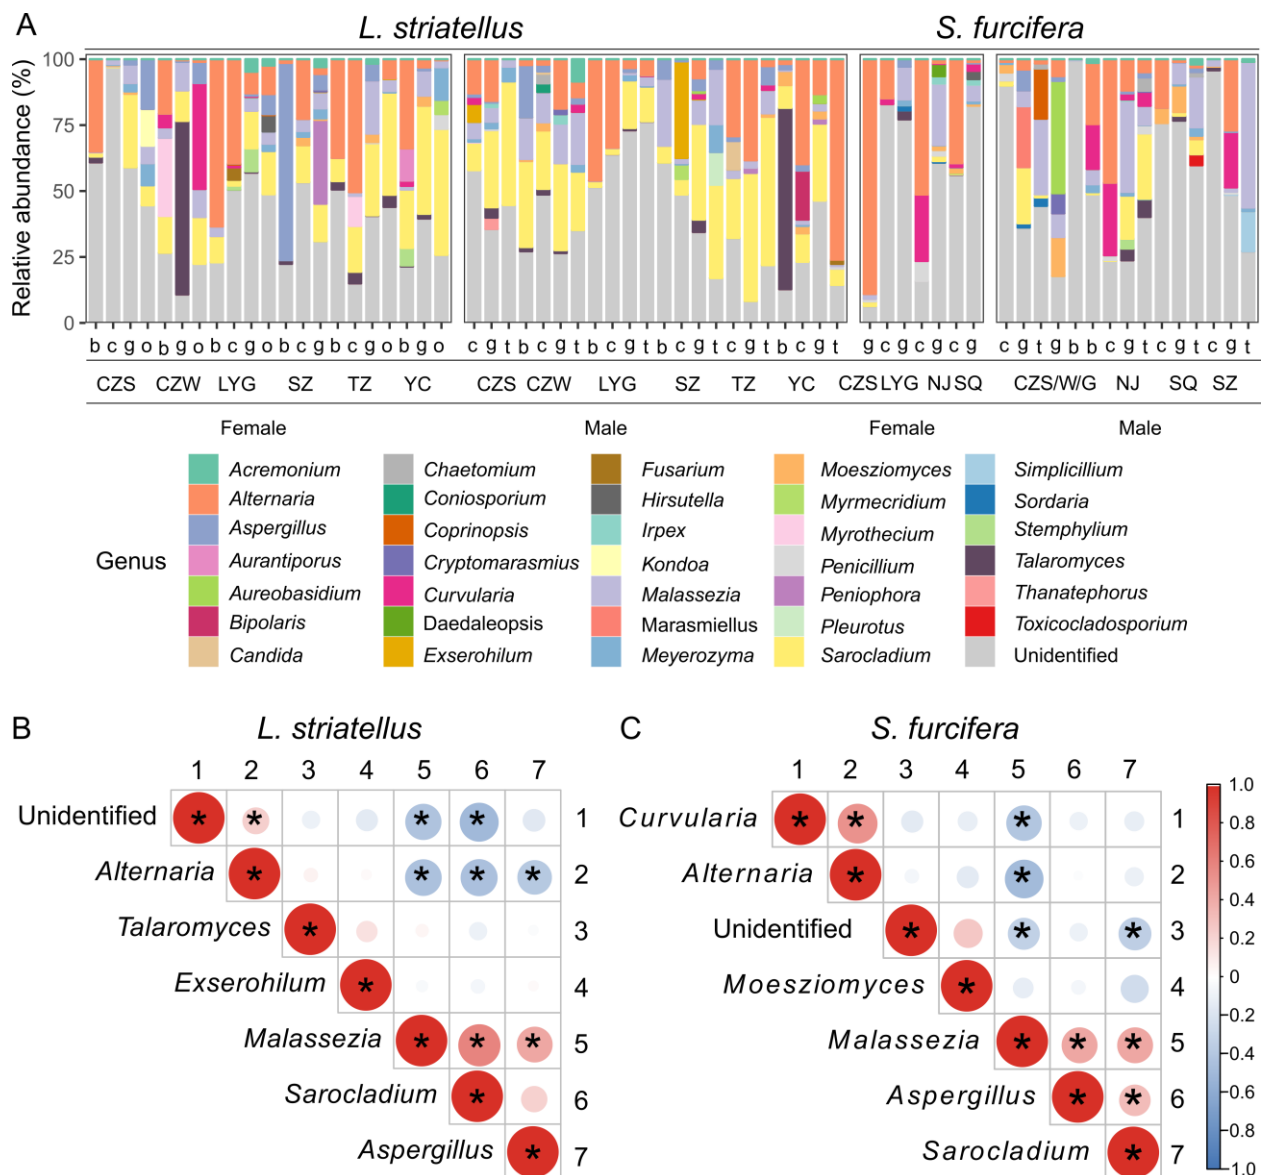 A
L. striatellus
S. furcifera
Relative abundance (%)
100
75
50
25
0
b c g o b g o b c g b c g b c o b g o
c g t b c g t b c g t b c g t c g t b c g t
g c g c g c g
c g t g b b c g t c g t c g t
CZS CZW LYG SZ TZ YC CZS CZW LYG SZ TZ YC CZS LYG NJ SQ CZS/W/G NJ SQ SZ
Female Male Female Male
Genus
Acremonium Chaetomium Fusarium Moesziomyces Simplicillium
Alternaria Coniosporium Hirsutella Myrmecridium Sordaria
Aspergillus Coprinopsis Irpex Myrothecium Stemphylium
Aurantiporus Cryptomarasmius Kondoa Penicillium Talaromyces
Aureobasidium Curvularia Malassezia Peniophora Thanatephorus
Bipolaris Daedaleopsis Marasmiellus Pleurotus Toxicocladosporium
Candida Exserohilum Meyerozyma Sarocladium Unidentified
B
L. striatellus
1 2 3 4 5 6 7
Unidentified * * * * 1
Alternaria * * * * 2
Talaromyces * 3
Exserohilum * 4
Malassezia * * * 5
Sarocladium * 6
Aspergillus * 7
C
S. furcifera
1 2 3 4 5 6 7
Curvularia * * * 1
Alternaria * * 2
Unidentified * * * 3
Moesziomyces * 4
Malassezia * * * 5
Aspergillus * * 6
Sarocladium * 7
1.0
0.8
0.6
0.4
0.2
0
0.2
0.4
0.6
0.8
1.0